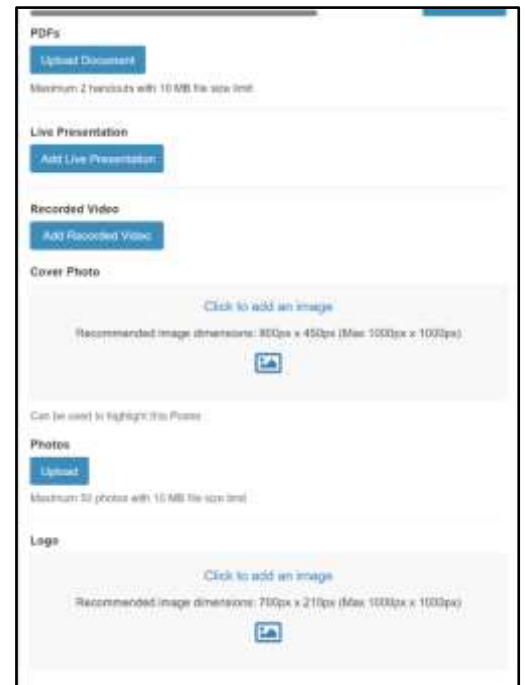 PDFs
Upload Document
Maximum 2 handouts with 10 MB file size limit
Live Presentation
Add Live Presentation
Recorded Video
Add Recorded Video
Cover Photo
Click to add an image
Recommended image dimensions: 800px x 450px (Max 1000px x 1000px)
Can be used to highlight this Poster
Photos
Upload
Maximum 50 photos with 10 MB file size limit
Logo
Click to add an image
Recommended image dimensions: 700px x 210px (Max 1000px x 1000px)